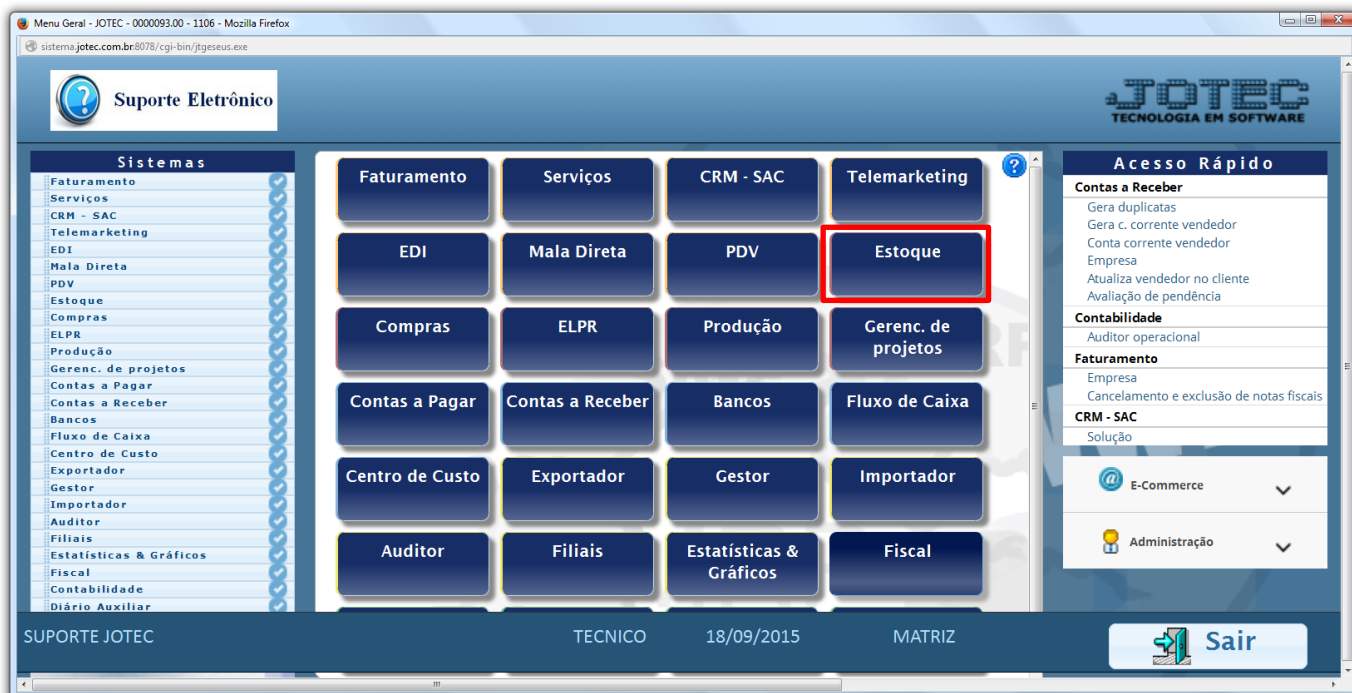 Menu Geral - JOTEC - 0000093.00 - 1106 - Mozilla Firefox
sistema.jotec.com.br:8078/cgi-bin/jtgeseus.exe
Suporte Eletrônico
JOTEC
TECNOLOGIA EM SOFTWARE
Sistemas
Faturamento
Serviços
CRM - SAC
Telemarketing
EDI
Mala Direta
PDV
Estoque
Compras
ELPR
Produção
Gerenc. de projetos
Contas a Pagar
Contas a Receber
Bancos
Fluxo de Caixa
Centro de Custo
Exportador
Gestor
Importador
Auditor
Filiais
Estatísticas & Gráficos
Fiscal
Contabilidade
Diário Auxiliar
Faturamento
Serviços
CRM - SAC
Telemarketing
EDI
Mala Direta
PDV
Estoque
Compras
ELPR
Produção
Gerenc. de
projetos
Contas a Pagar
Contas a Receber
Bancos
Fluxo de Caixa
Centro de Custo
Exportador
Gestor
Importador
Auditor
Filiais
Estatísticas &
Gráficos
Fiscal
Acesso Rápido
Contas a Receber
Gera duplicatas
Gera c. corrente vendedor
Conta corrente vendedor
Empresa
Atualiza vendedor no cliente
Avaliação de pendência
Contabilidade
Auditor operacional
Faturamento
Empresa
Cancelamento e exclusão de notas fiscais
CRM - SAC
Solução
E-Commerce
Administração
SUPORTE JOTEC
TECNICO
18/09/2015
MATRIZ
Sair